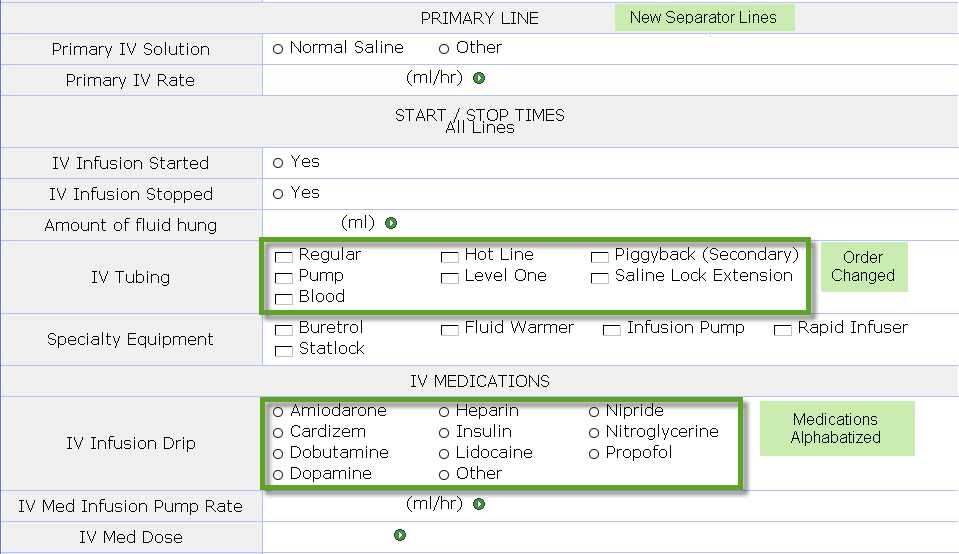 PRIMARY LINE New Separator Lines
Primary IV Solution Normal Saline Other
Primary IV Rate (ml/hr)
START / STOP TIMES
All Lines
IV Infusion Started Yes
IV Infusion Stopped Yes
Amount of fluid hung (ml)
IV Tubing
Regular Hot Line Piggyback (Secondary)
Pump Level One Saline Lock Extension
Blood
Order
Changed
Specialty Equipment
Buretrol Fluid Warmer Infusion Pump Rapid Infuser
Statlock
IV MEDICATIONS
IV Infusion Drip
Amiodarone Heparin Nipride
Cardizem Insulin Nitroglycerine
Dobutamine Lidocaine Propofol
Dopamine Other
Medications
Alphabatized
IV Med Infusion Pump Rate (ml/hr)
IV Med Dose